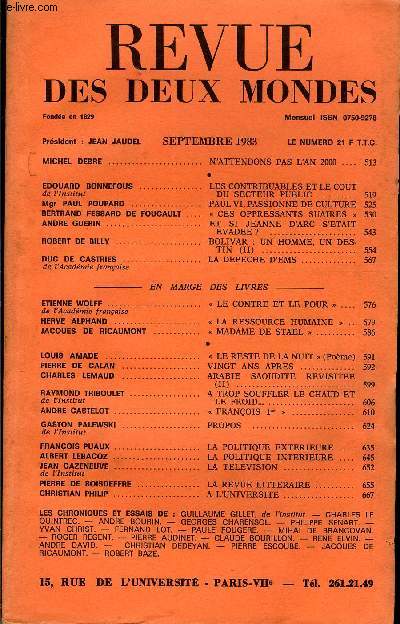 e-livre.com
REVUE
DES DEUX MONDES
Fondée en 1829 Mensuel ISSN 0750-9278
Président : JEAN JAUDEL SEPTEMBRE 1983 LE NUMERO 21 F T.T.C.
MICHEL DEBRE N'ATTENDONS PAS L'AN 2000 513
EDOUARD BONNEFOUS LES CONTRIBUABLES ET LE COUT
de l'Institut DU SECTEUR PUBLIC 519
Mgr PAUL POUPARD PAUL VI, PASSIONNE DE CULTURE 525
BERTRAND FESSARD DE FOUCAULT « CES OPPRESSANTS SUAIRES » 530
ANDRE GUERIN ET SI JEANNE D'ARC S'ETAIT
EVADEE ? 543
ROBERT DE BILLY BOLIVAR : UN HOMME, UN DES-
TIN (II) 554
DUC DE CASTRIES LA DEPECHE D'EMS 567
de l'Académie française
EN MARGE DES LIVRES
ETIENNE WOLFF « LE CONTRE ET LE POUR » 576
de l'Académie française
HERVE ALPHAND « LA RESSOURCE HUMAINE » 579
JACQUES DE RICAUMONT « MADAME DE STAEL » 585
LOUIS AMADE « LE RESTE DE LA NUIT » (Poème) 591
PIERRE DE CALAN VINGT ANS APRES 592
CHARLES LEMAUD ARABIE SAOUDITE REVISITEE
(II) 599
RAYMOND TRIBOULET A TROP SOUFFLER LE CHAUD ET
de l'Institut LE FROID... 606
ANDRE CASTELOT « FRANÇOIS 1er » 610
GASTON PALEWSKI PROPOS 624
de l'Institut
FRANCOIS PUAUX LA POLITIQUE EXTERIEURE 635
ALBERT LEBACQZ LA POLITIQUE INTERIEURE 645
JEAN CAZENEUVE LA TELEVISION 652
de l'Institut
PIERRE DE BOISDEFFRE LA REVUE LITTERAIRE 655
CHRISTIAN PHILIP A L'UNIVERSITE 667
LES CHRONIQUES ET ESSAIS DE : GUILLAUME GILLET, de l'Institut — CHARLES LE
QUINTREC. — ANDRE BOURIN. — GEORGES CHARENSOL. — PHILIPPE SENART. —
YVAN CHRIST. — FERNAND LOT. — PAULE FOUGERE. — MIHAI DE BRANCOVAN.
— ROGER REGENT. — PIERRE AUDINET. — CLAUDE BOURILLON. — RENE ELVIN. —
ANDRE DAVID. — CHRISTIAN DEDEYAN. — PIERRE ESCOUBE. — JACQUES DE
RICAUMONT. — ROBERT BAZE.
15, RUE DE L'UNIVERSITÉ - PARIS-VIIe — Tél. 261.21.49